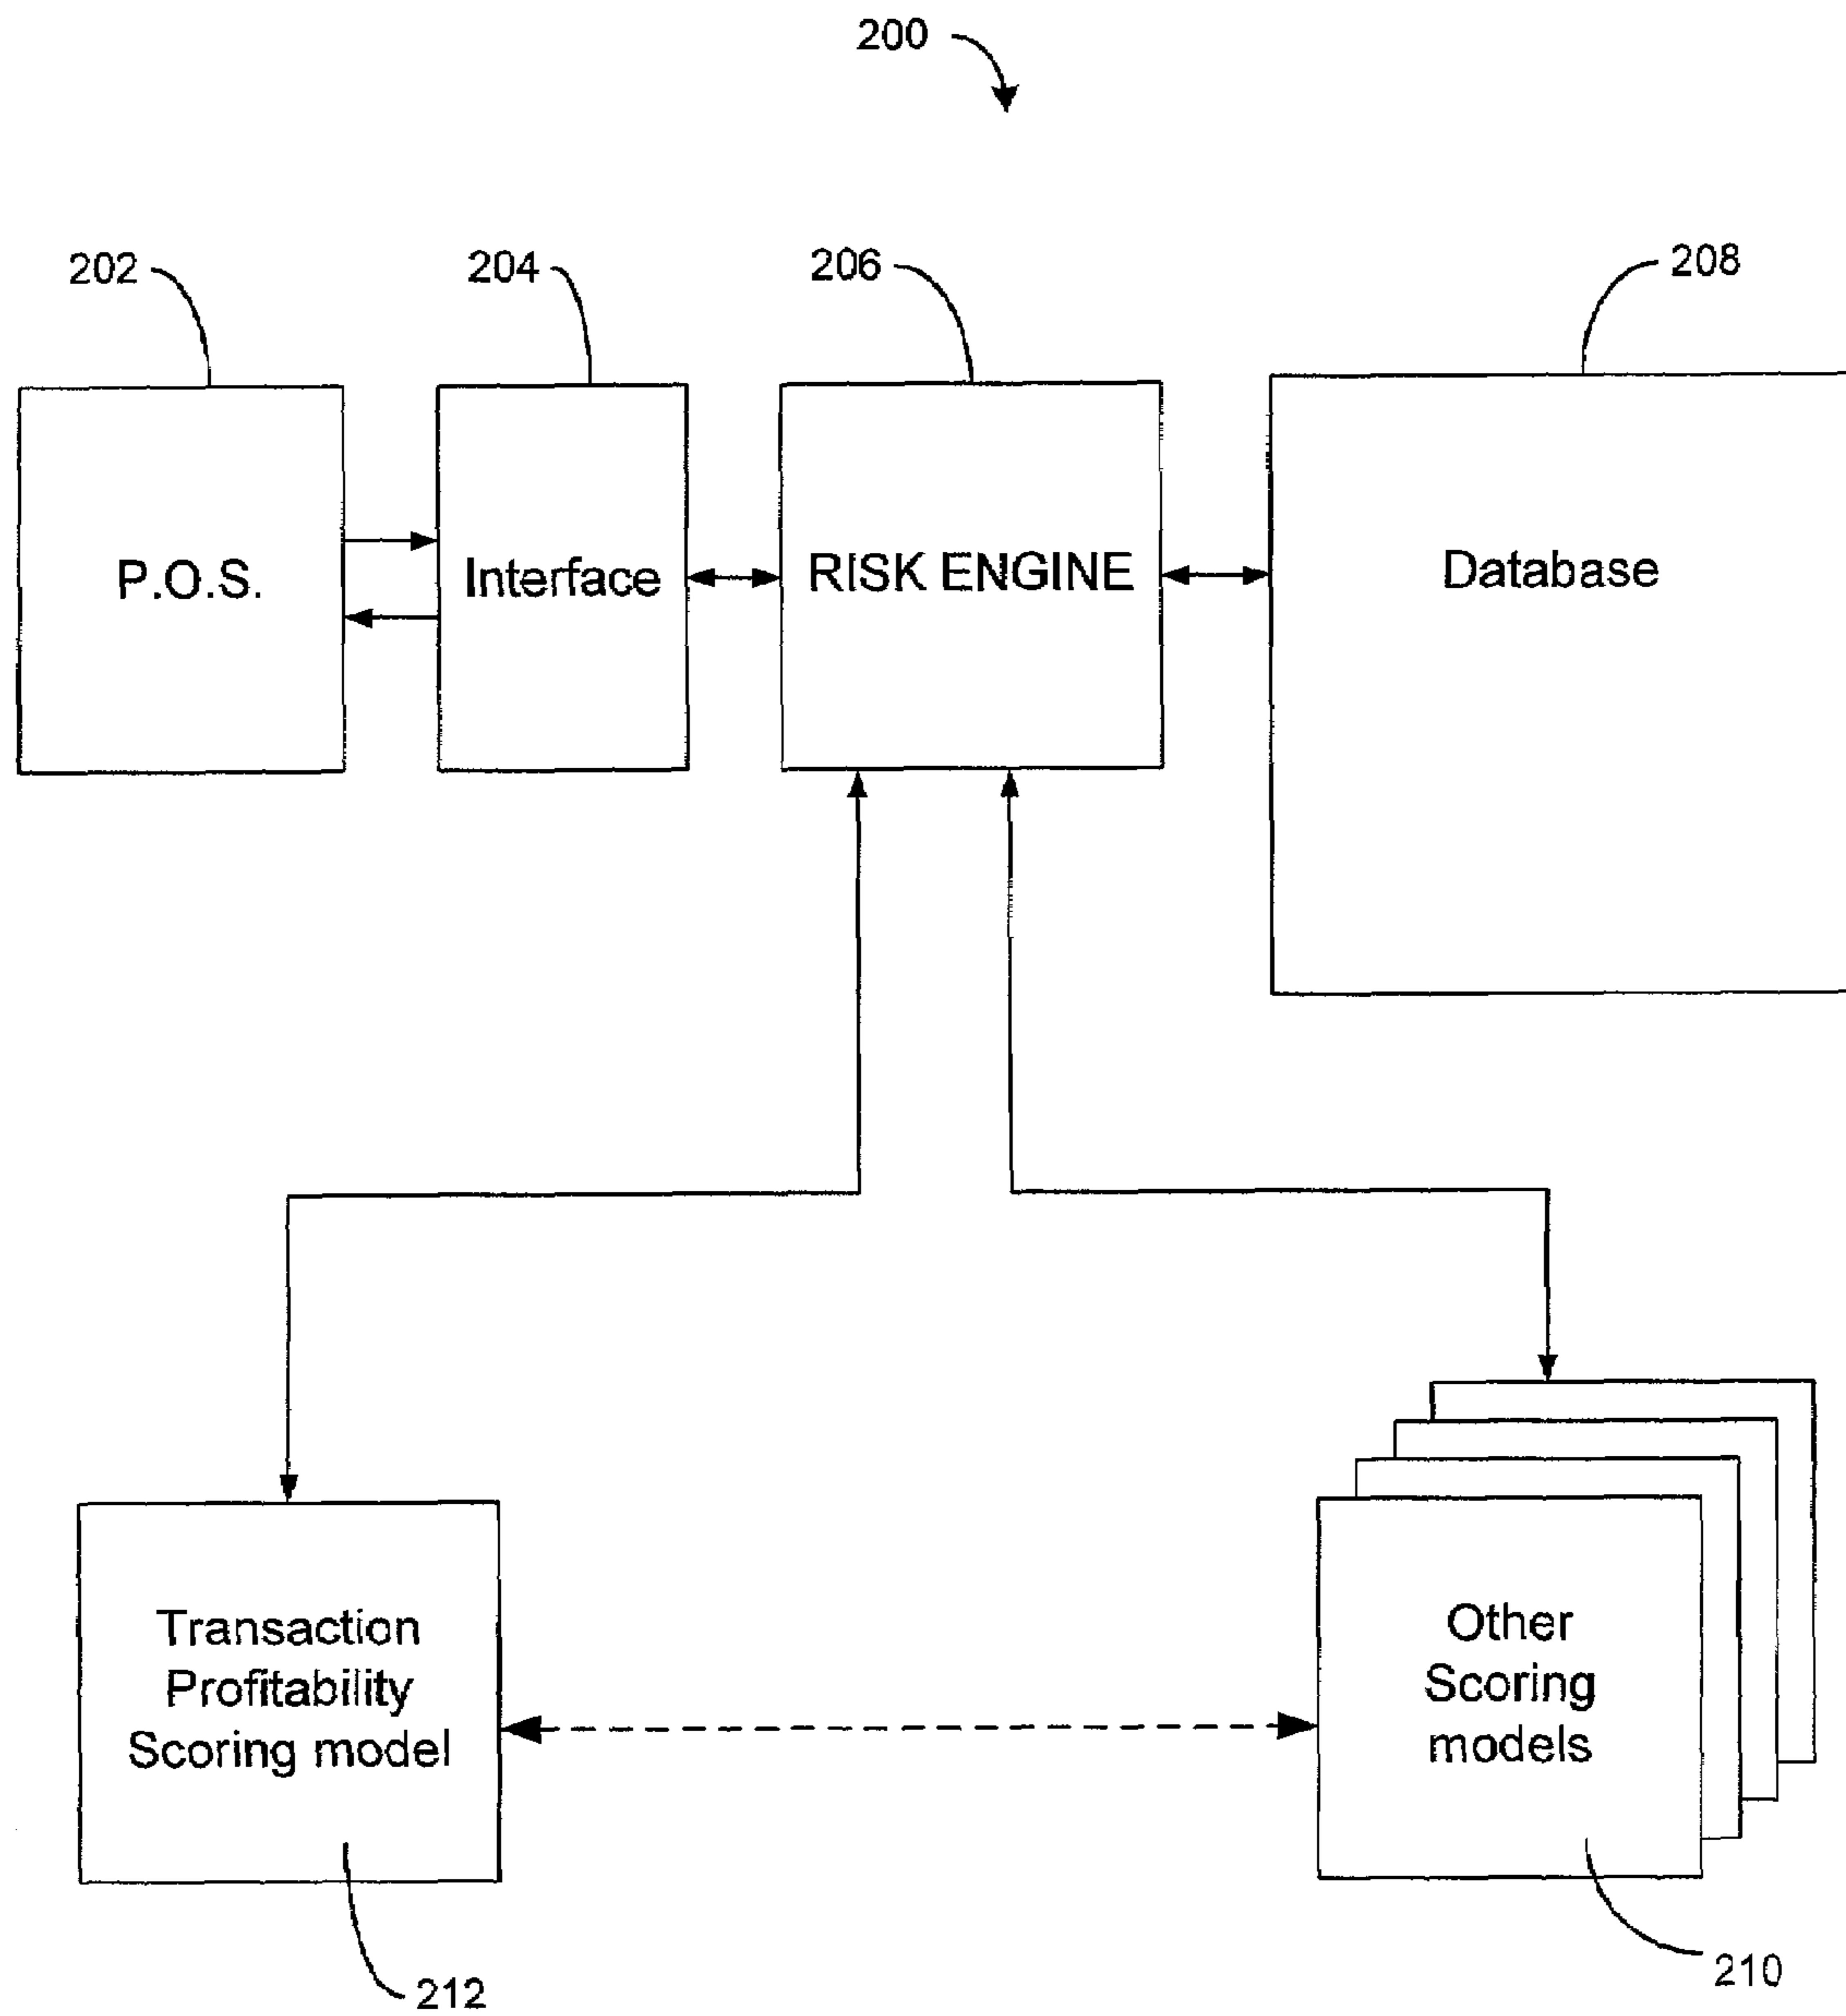 200
202
204
206
208
P.O.S.
Interface
RISK ENGINE
Database
Transaction
Profitability
Scoring model
Other
Scoring
models
212
210